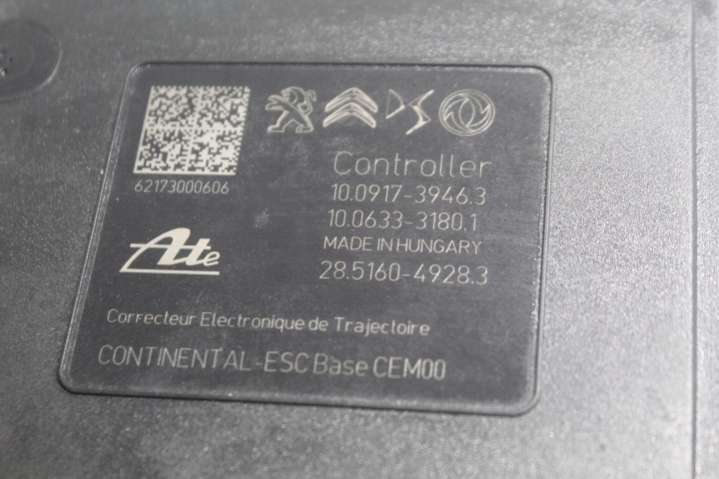 DS
Controller
62173000606
10.0917-3946.3
10.0633-3180.1
MADE IN HUNGARY
Ate
28.5160-4928.3
Correcteur Electronique de Trajectoire
CONTINENTAL-ESC Base CEM00